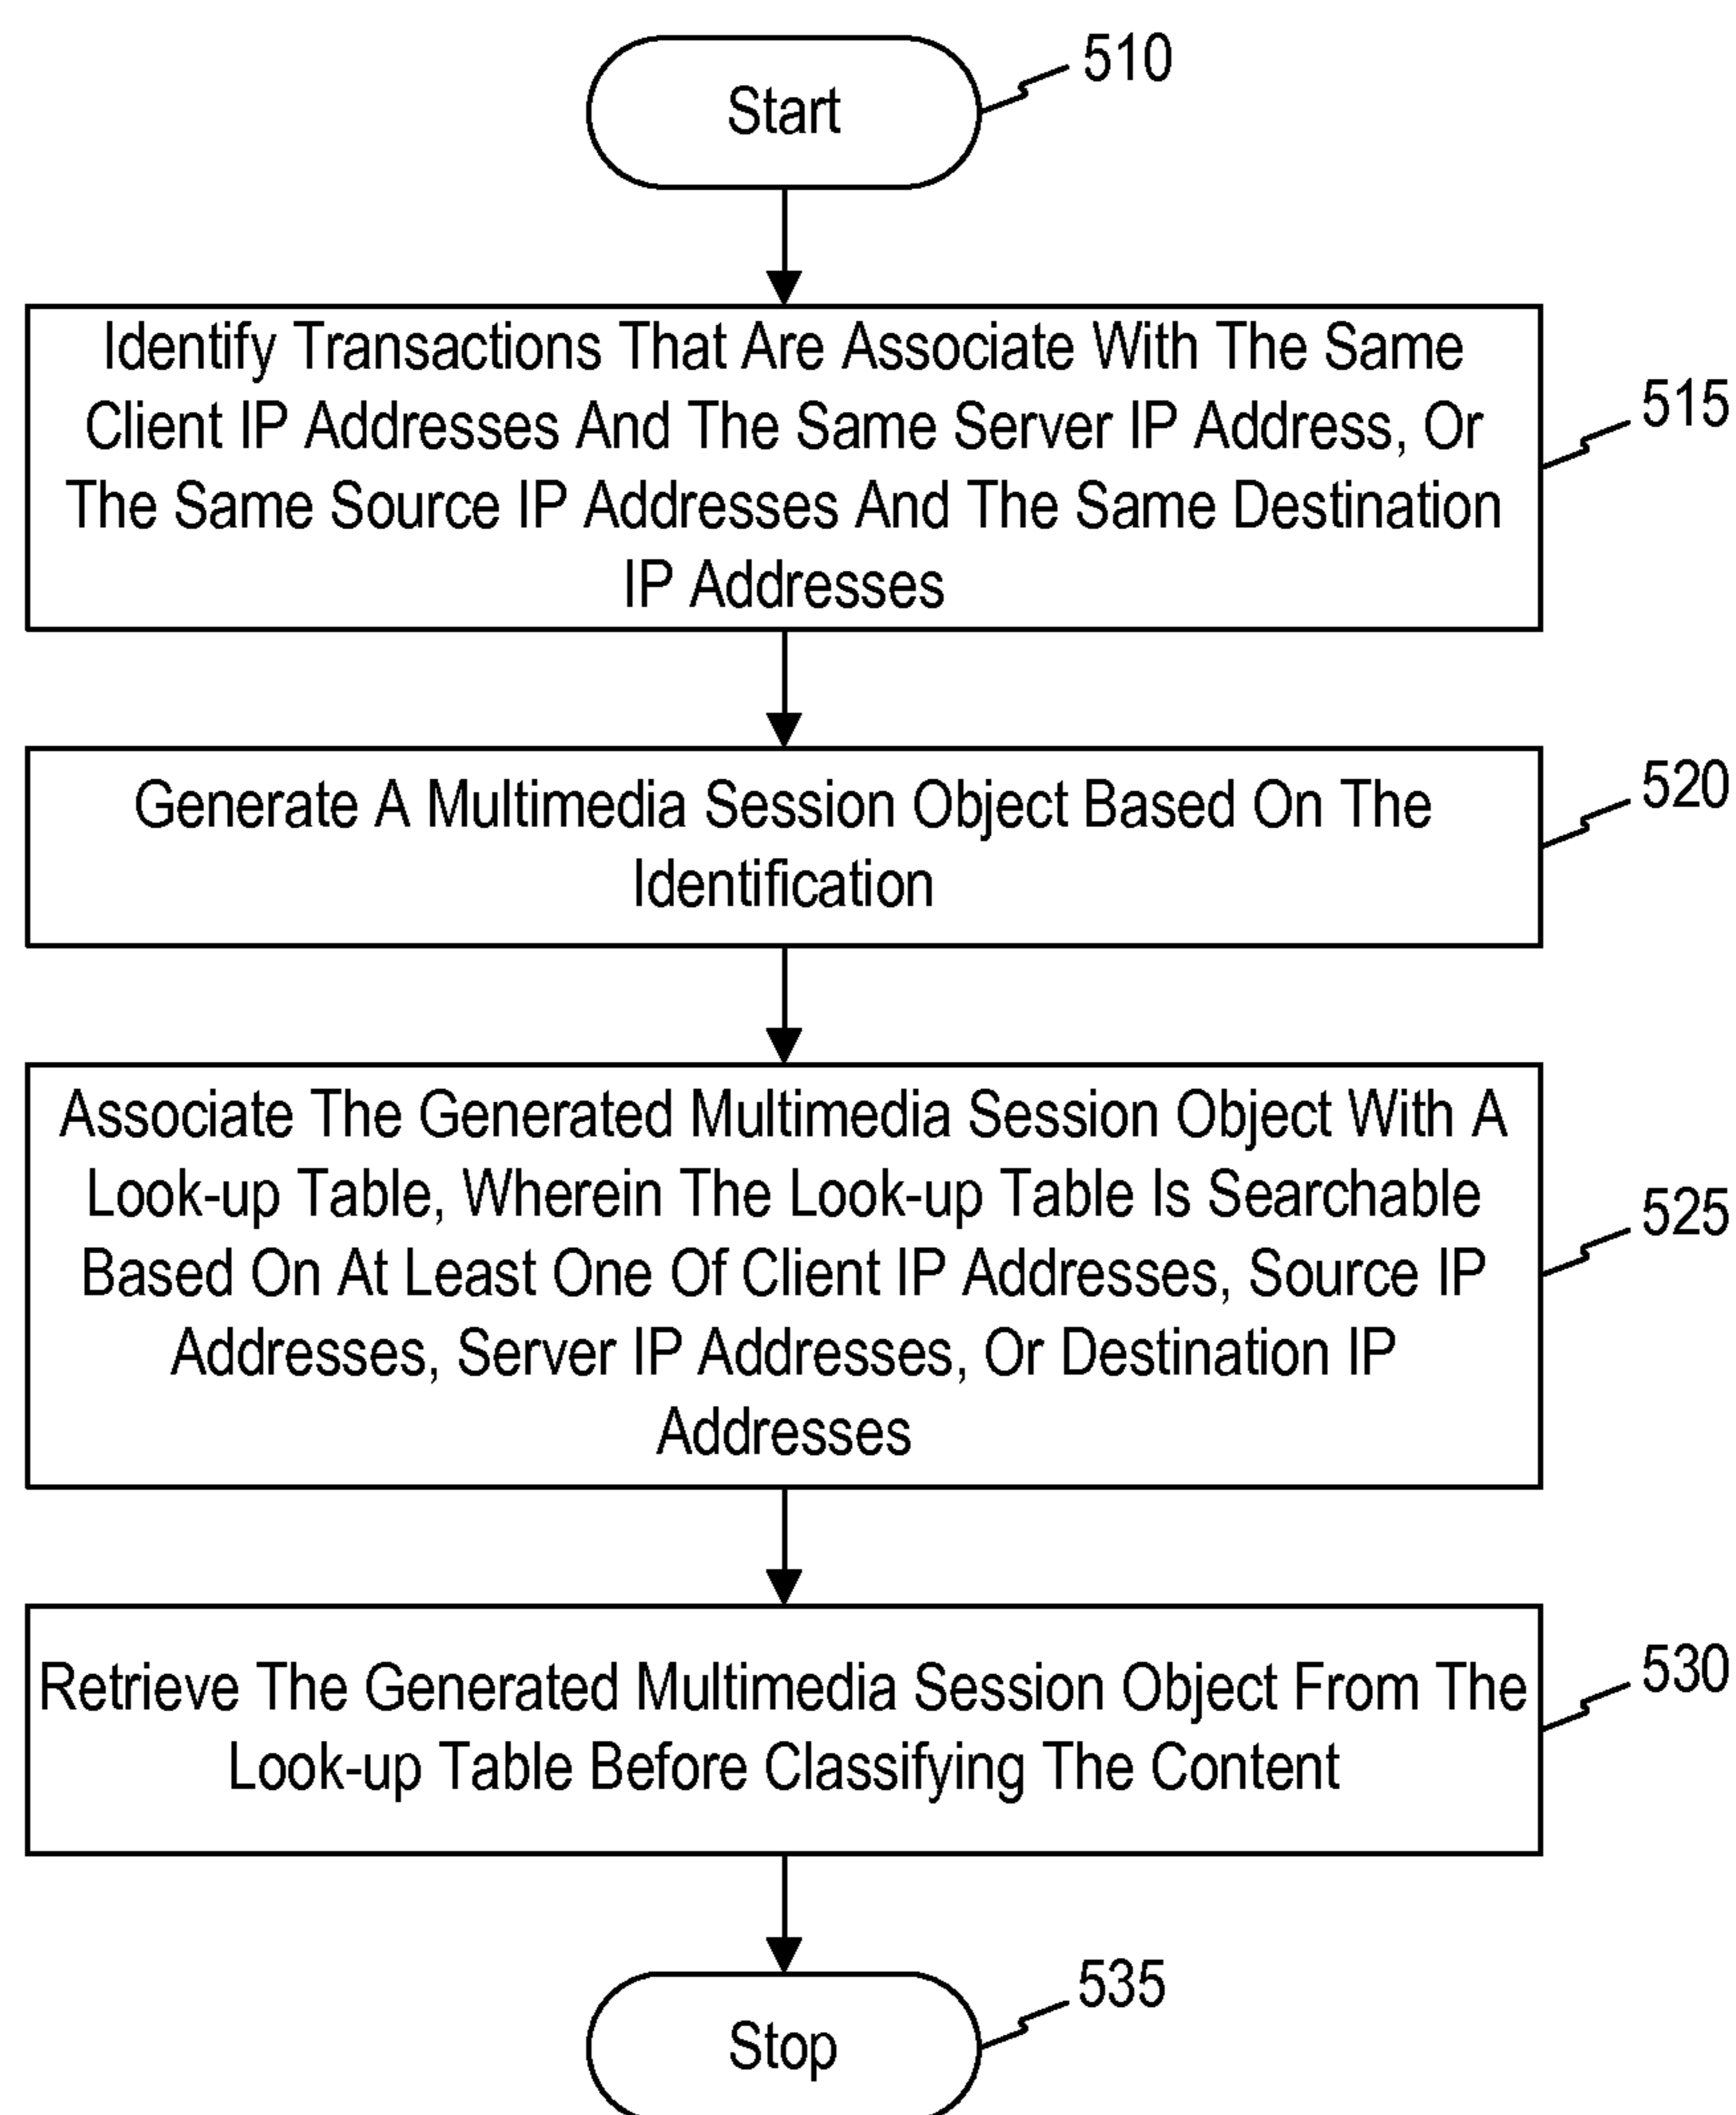 Start
510
Identify Transactions That Are Associate With The Same
Client IP Addresses And The Same Server IP Address, Or
The Same Source IP Addresses And The Same Destination
IP Addresses
515
Generate A Multimedia Session Object Based On The
Identification
520
Associate The Generated Multimedia Session Object With A
Look-up Table, Wherein The Look-up Table Is Searchable
Based On At Least One Of Client IP Addresses, Source IP
Addresses, Server IP Addresses, Or Destination IP
Addresses
525
Retrieve The Generated Multimedia Session Object From The
Look-up Table Before Classifying The Content
530
Stop
535